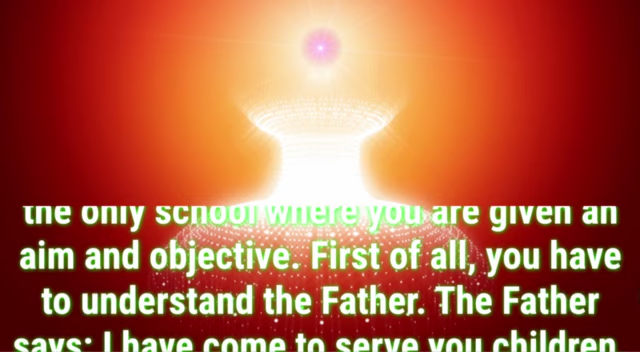 the only school where you are given an
aim and objective. First of all, you have
to understand the Father. The Father
says: I have come to serve you children.